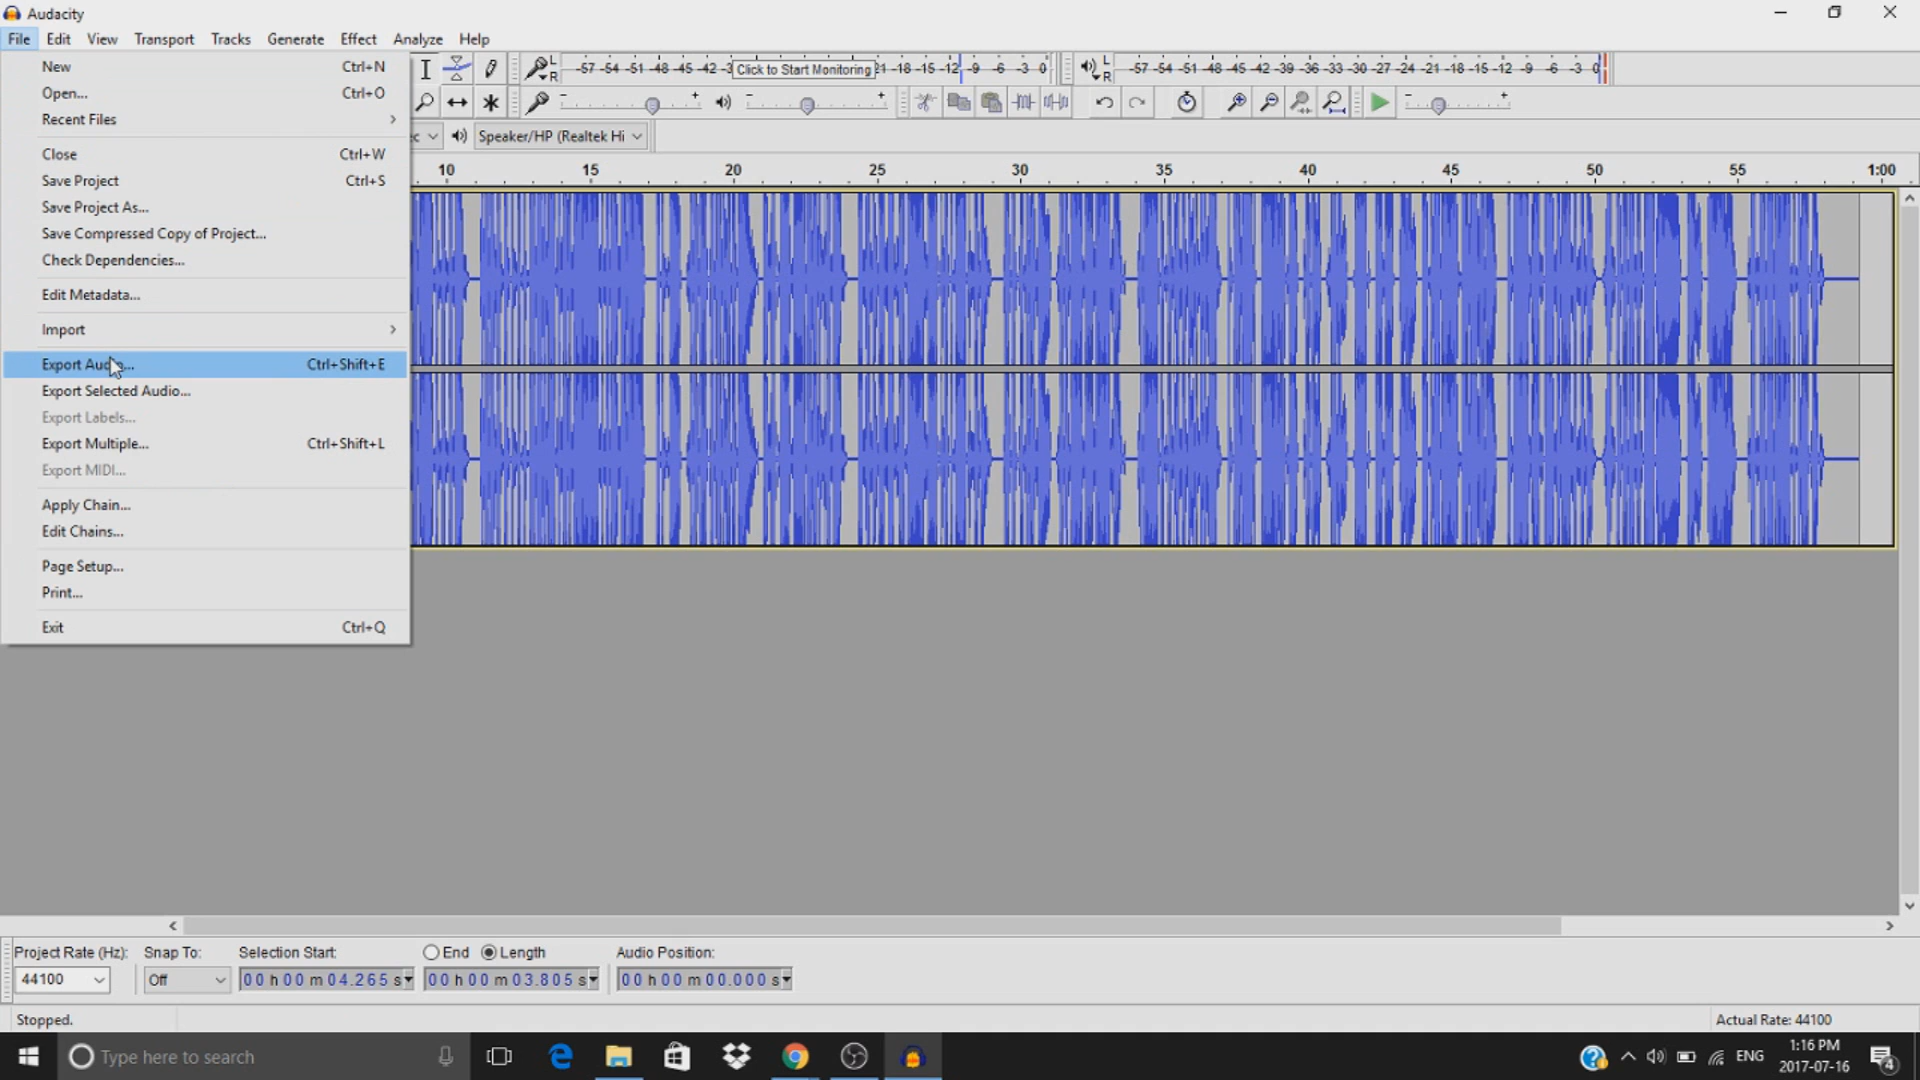 Audacity
File Edit View Transport Tracks Generate Effect Analyze Help
New Ctrl+N
Open... Ctrl+O
Recent Files
Close Ctrl+W
Save Project Ctrl+S
Save Project As...
Save Compressed Copy of Project...
Check Dependencies...
Edit Metadata...
Import
Export Audio... Ctrl+Shift+E
Export Selected Audio...
Export Labels...
Export Multiple... Ctrl+Shift+L
Export MIDI...
Apply Chain...
Edit Chains...
Page Setup...
Print...
Exit Ctrl+Q
L
R
-57 -54 -51 -48 -45 -42 Click to Start Monitoring -18 -15 -12 -9 -6 -3 0
L
R
-57 -54 -51 -48 -45 -42 -39 -36 -33 -30 -27 -24 -21 -18 -15 -12 -9 -6 -3 0
Speaker/HP (Realtek Hi
10 15 20 25 30 35 40 45 50 55 1:00
Project Rate (Hz): Snap To: Selection Start: End Length Audio Position:
44100 Off 00 h 00 m 04.265 s 00 h 00 m 03.805 s 00 h 00 m 00.000 s
Stopped. Actual Rate: 44100
Type here to search
ENG
1:16 PM
2017-07-16
4